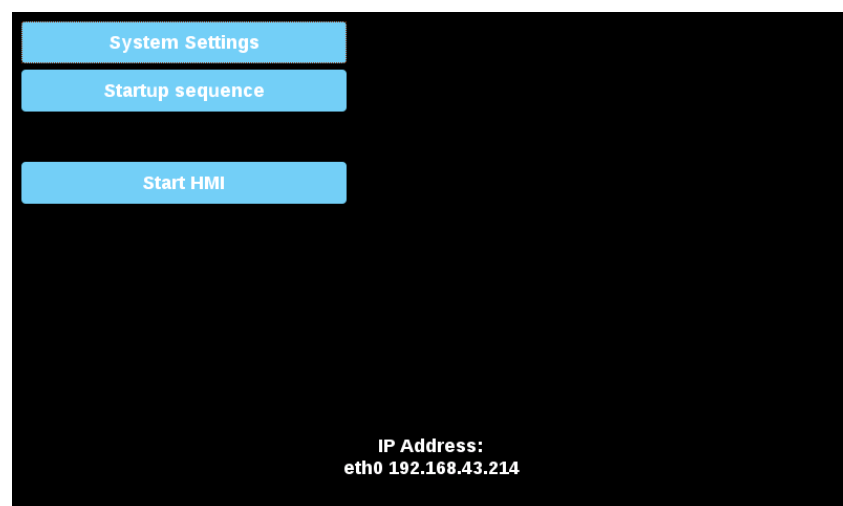 System Settings
Startup sequence
Start HMI
IP Address:
eth0 192.168.43.214